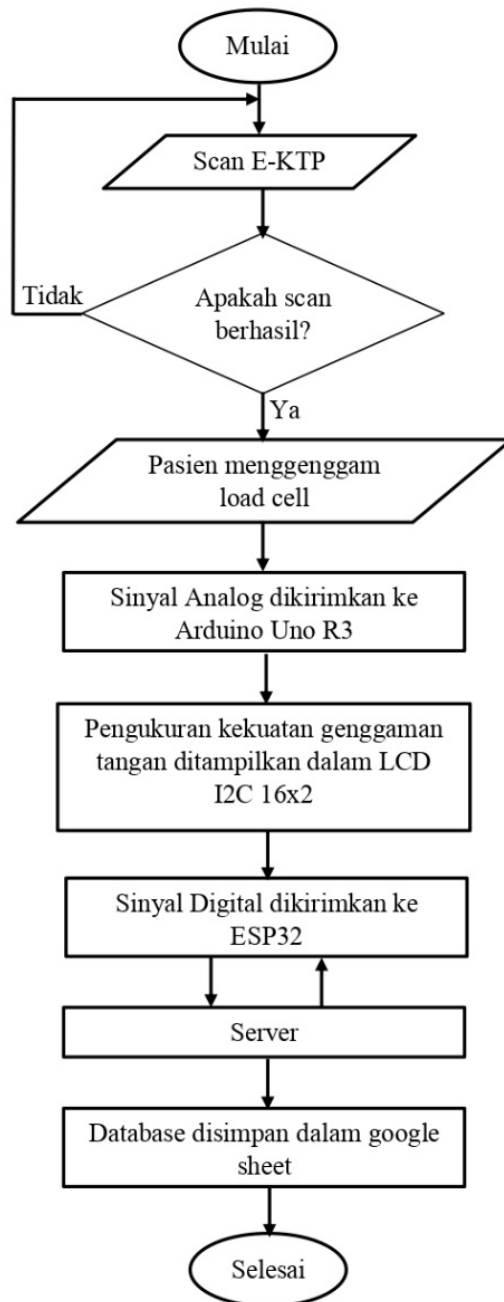 Mulai
Scan E-KTP
Apakah scan
berhasil?
Tidak
Ya
Pasien menggenggam
load cell
Sinyal Analog dikirimkan ke
Arduino Uno R3
Pengukuran kekuatan genggaman
tangan ditampilkan dalam LCD
I2C 16x2
Sinyal Digital dikirimkan ke
ESP32
Server
Database disimpan dalam google
sheet
Selesai